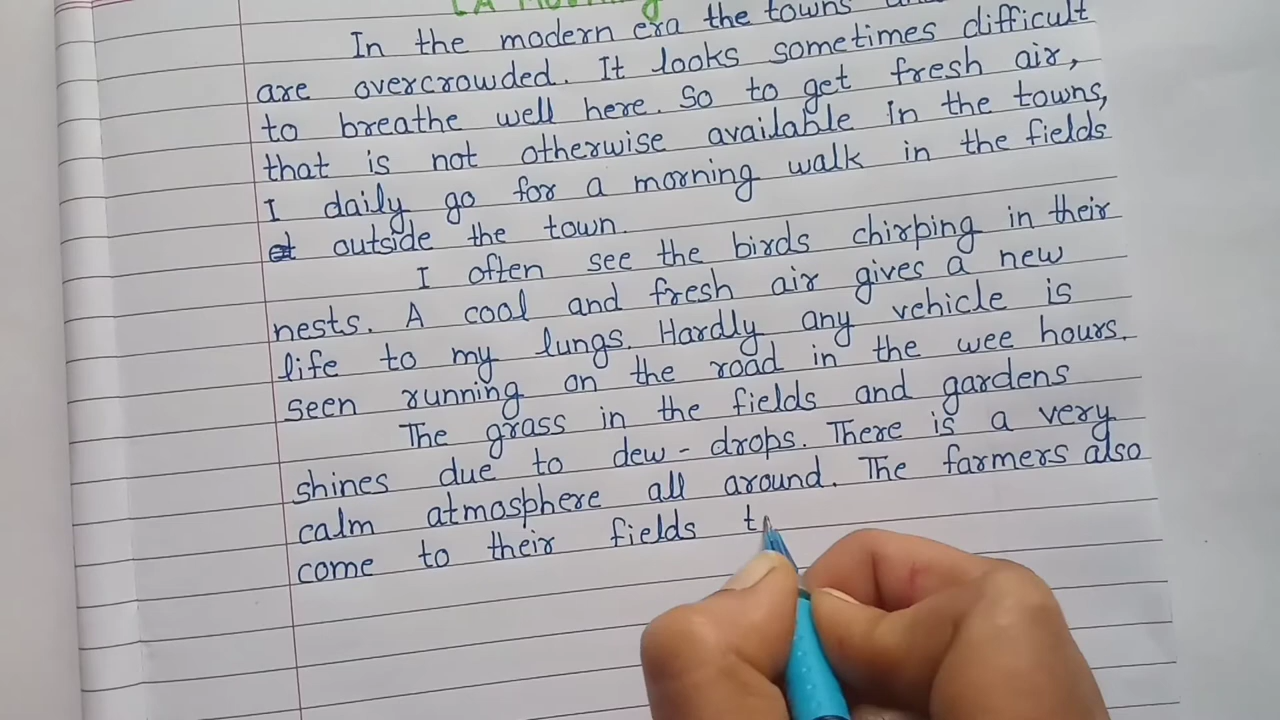 [A Morning
In the modern era the towns
are overcrowded. It looks sometimes difficult
to breathe well here. So to get fresh air,
that is not otherwise available in the towns,
I daily go for a morning walk in the fields
outside the town.
I often see the birds chirping in their
nests. A cool and fresh air gives a new
life to my lungs. Hardly any vehicle is
seen running on the road in the wee hours.
The grass in the fields and gardens
shines due to dew-drops. There is a very
calm atmosphere all around. The farmers also
come to their fields t